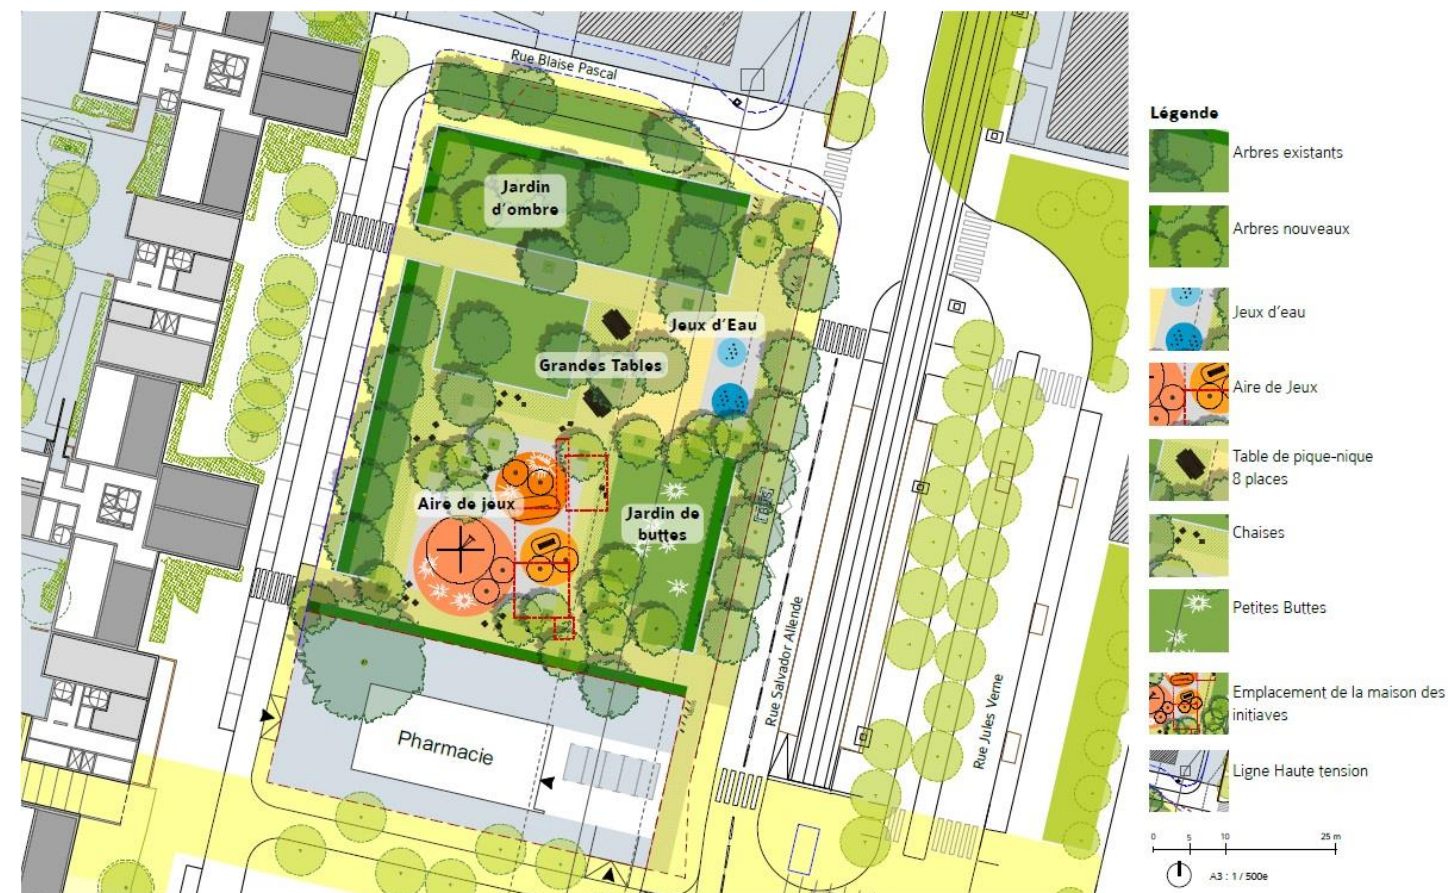 Rue Blaise Pascal
Jardin
d'ombre
Jeux d'Eau
Grandes Tables
Aire de jeux
Jardin de
buttes
Pharmacie
Rue Salvador Allende
Rue Jules Verne
Légende
Arbres existants
Arbres nouveaux
Jeux d'eau
Aire de Jeux
Table de pique-nique
8 places
Chaises
Petites Buttes
Emplacement de la maison des
initiaves
Ligne Haute tension
0 5 10 25 m
A3 : 1 / 500e